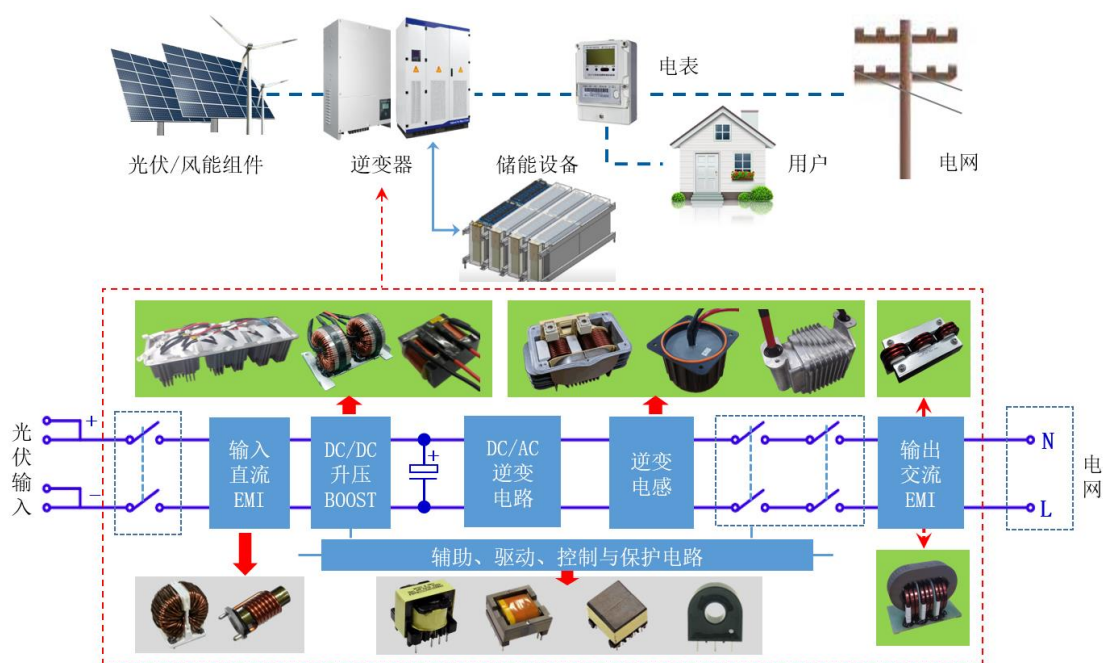 电表
光伏/风能组件
逆变器
储能设备
用户
电网
光
伏
输
入
+
−
输入
直流
EMI
DC/DC
升压
BOOST
+
DC/AC
逆变
电路
逆变
电感
输出
交流
EMI
N
L
电
网
辅助、驱动、控制与保护电路